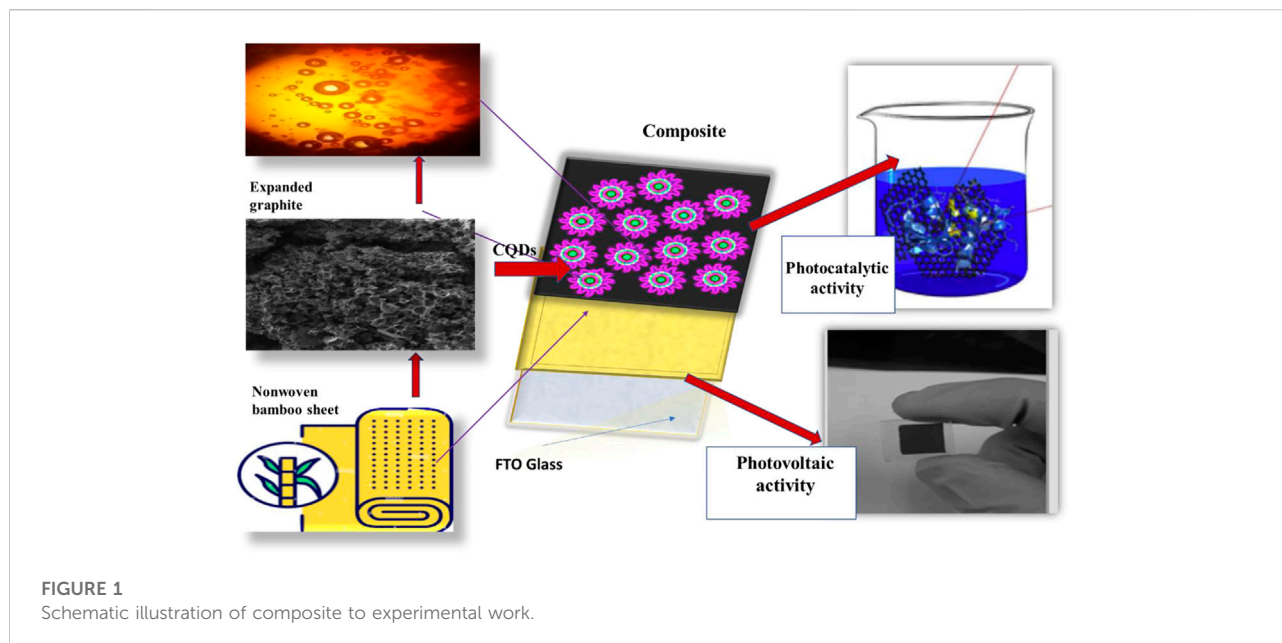 Composite
Expanded
graphite
CQDs
Photocatalytic
activity
Nonwoven
bamboo sheet
FTO Glass
Photovoltaic
activity
FIGURE 1
Schematic illustration of composite to experimental work.